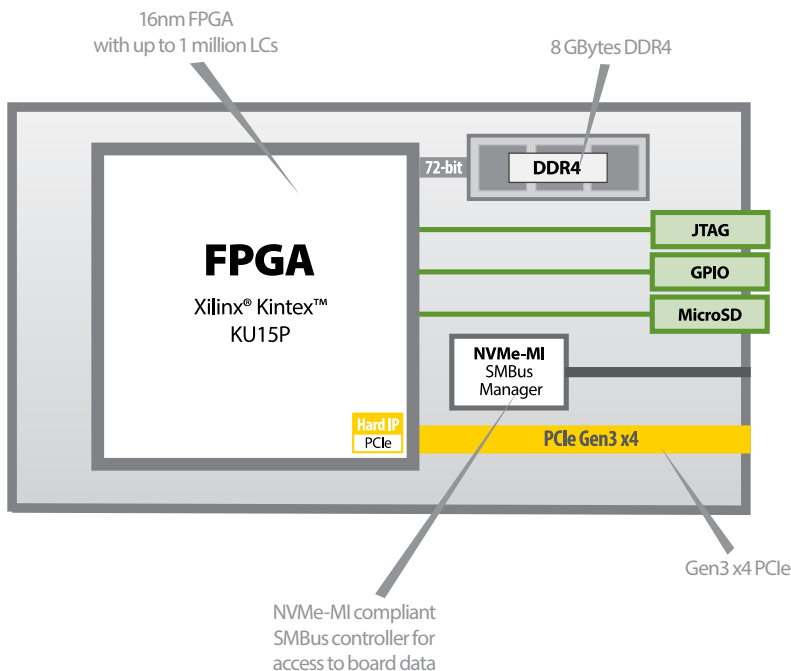 16nm FPGA
with up to 1 million LCs
8 GBytes DDR4
72-bit
DDR4
JTAG
FPGA
GPIO
Xilinx® Kintex™
KU15P
MicroSD
NVMe-MI
SMBus
Manager
Hard IP
PCIe
PCIe Gen3 x4
Gen3 x4 PCIe
NVMe-MI compliant
SMBus controller for
access to board data